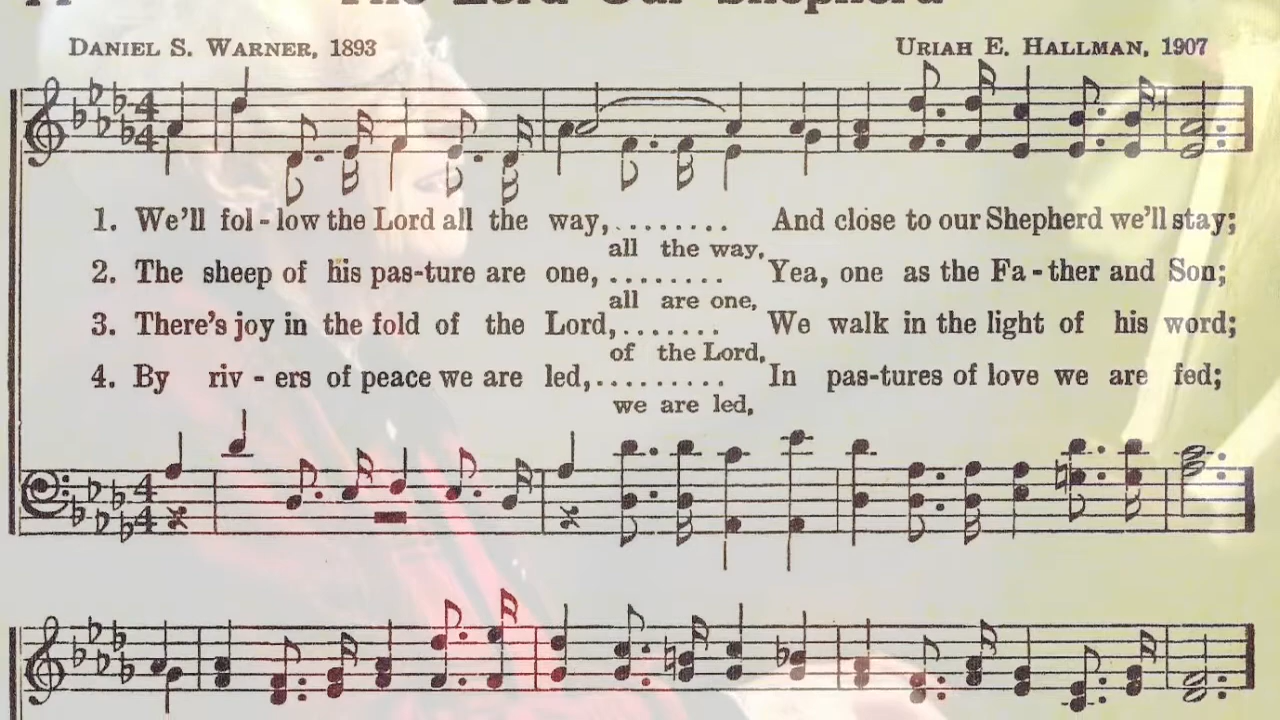 The Lord Our Shepherd
DANIEL S. WARNER, 1893
URIAH E. HALLMAN, 1907
1. We'll fol - low the Lord all the way,........ And close to our Shepherd we'll stay;
all the way,
2. The sheep of his pas-ture are one,........ Yea, one as the Fa - ther and Son;
all are one,
3. There's joy in the fold of the Lord,....... We walk in the light of his word;
of the Lord,
4. By riv - ers of peace we are led,......... In pas-tures of love we are fed;
we are led,